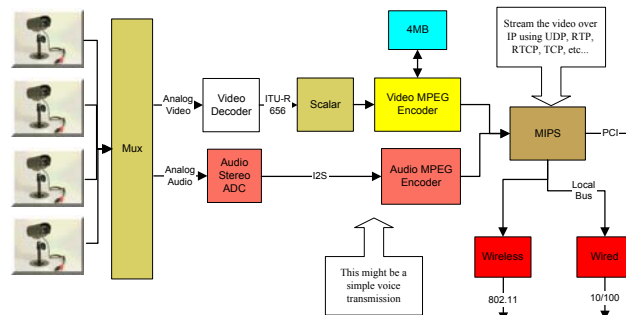 4MB
Stream the video over
IP using UDP, RTP,
RTCP, TCP, etc...
Mux
Analog
Video
Video
Decoder
ITU-R
656
Scalar
Video MPEG
Encoder
MIPS
PCI
Analog
Audio
Audio
Stereo
ADC
I2S
Audio MPEG
Encoder
Local
Bus
This might be a
simple voice
transmission
Wireless
Wired
802.11
10/100